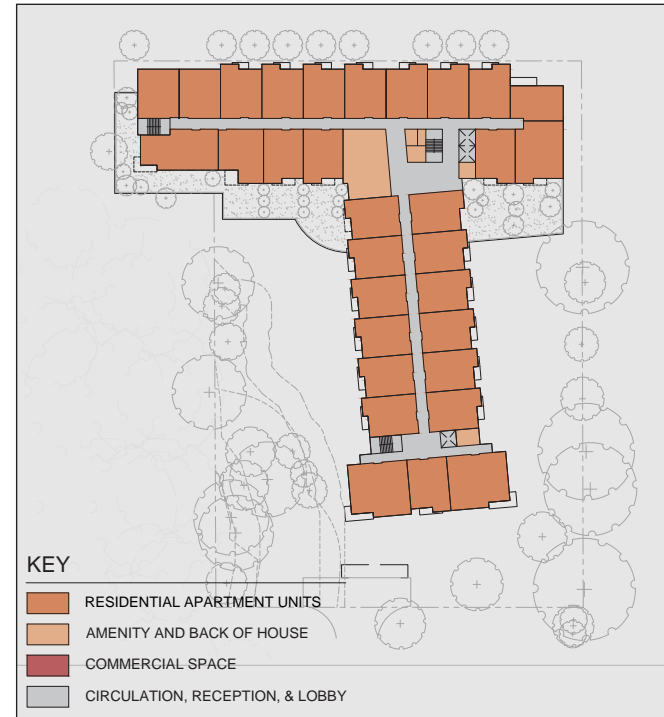 KEY
RESIDENTIAL APARTMENT UNITS
AMENITY AND BACK OF HOUSE
COMMERCIAL SPACE
CIRCULATION, RECEPTION, & LOBBY